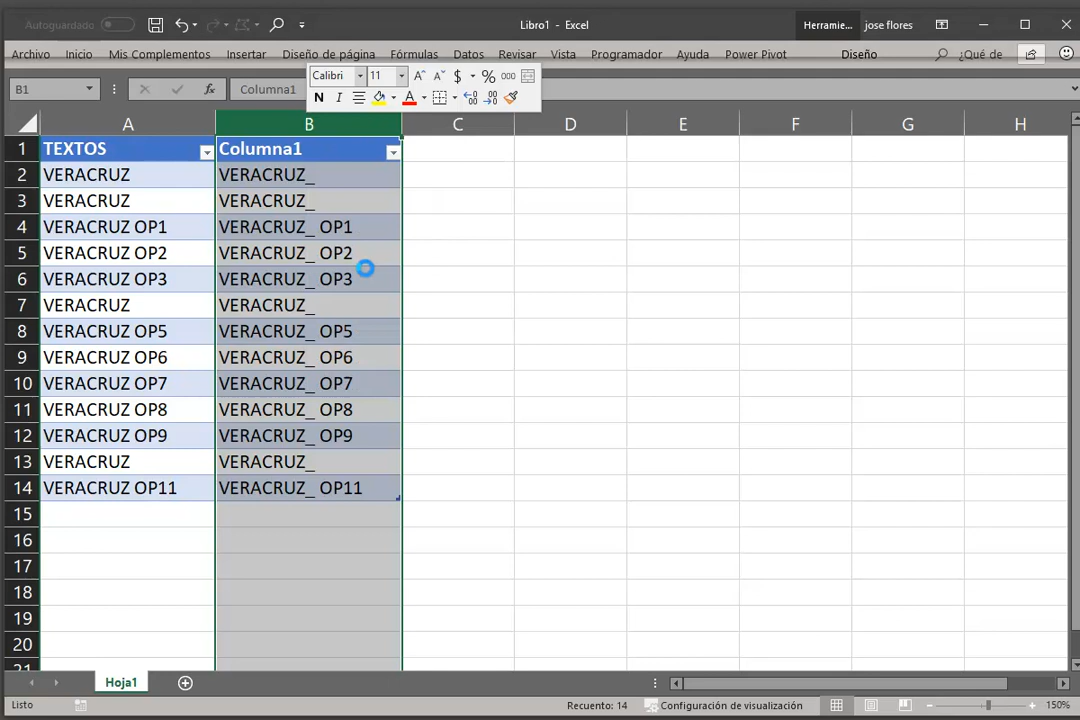 Autoguardado Libro1 - Excel Herramie... jose flores
Archivo Inicio Mis Complementos Insertar Diseño de página Fórmulas Datos Revisar Vista Programador Ayuda Power Pivot Diseño ¿Qué de
Calibri 11 A A $ % 000
N I A
B1 fx Columna1
A B C D E F G H
1 TEXTOS Columna1
2 VERACRUZ VERACRUZ_
3 VERACRUZ VERACRUZ_
4 VERACRUZ OP1 VERACRUZ_ OP1
5 VERACRUZ OP2 VERACRUZ_ OP2
6 VERACRUZ OP3 VERACRUZ_ OP3
7 VERACRUZ VERACRUZ_
8 VERACRUZ OP5 VERACRUZ_ OP5
9 VERACRUZ OP6 VERACRUZ_ OP6
10 VERACRUZ OP7 VERACRUZ_ OP7
11 VERACRUZ OP8 VERACRUZ_ OP8
12 VERACRUZ OP9 VERACRUZ_ OP9
13 VERACRUZ VERACRUZ_
14 VERACRUZ OP11 VERACRUZ_ OP11
15
16
17
18
19
20
21
Hoja1
Listo Recuento: 14 Configuración de visualización 150%